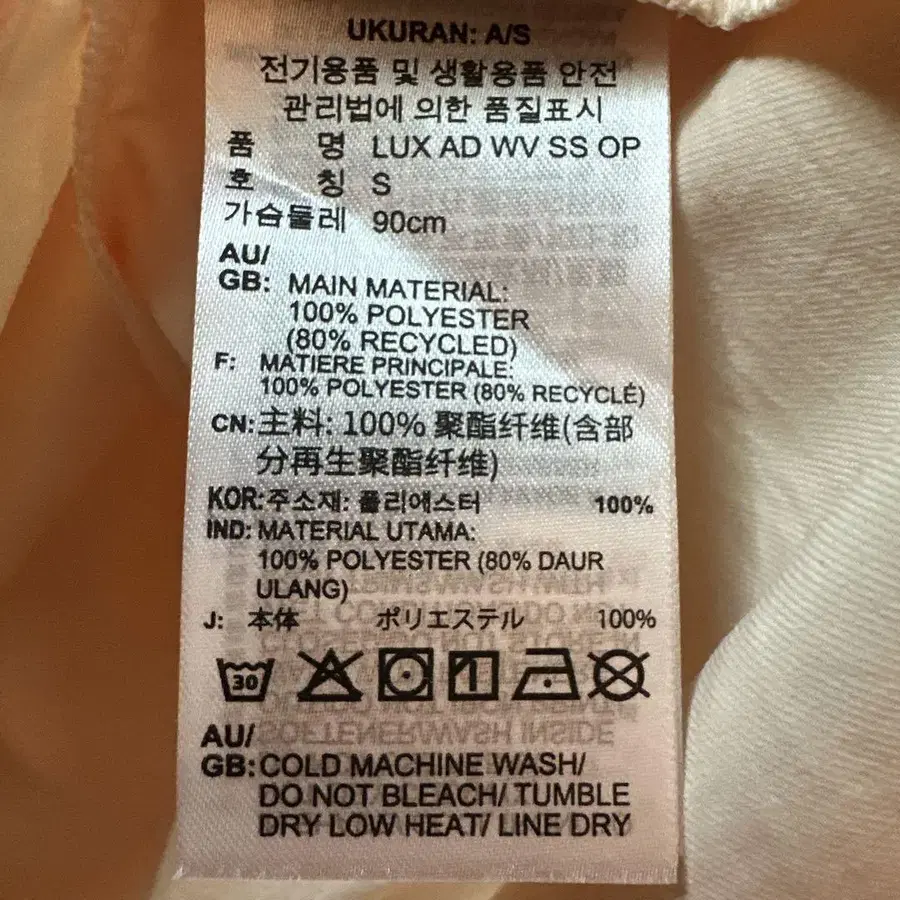 UKURAN: A/S
전기용품 및 생활용품 안전
관리법에 의한 품질표시
품 명 LUX AD WV SS OP
호 칭 S
가슴둘레 90cm
AU/
GB: MAIN MATERIAL:
100% POLYESTER
(80% RECYCLED)
F: MATIERE PRINCIPALE:
100% POLYESTER (80% RECYCLÉ)
CN:主料: 100% 聚酯纤维(含部
分再生聚酯纤维)
KOR:주소재: 폴리에스터 100%
IND: MATERIAL UTAMA:
100% POLYESTER (80% DAUR
ULANG)
J: 本体 ポリエステル 100%
30
AU/
GB: COLD MACHINE WASH/
DO NOT BLEACH/ TUMBLE
DRY LOW HEAT/ LINE DRY